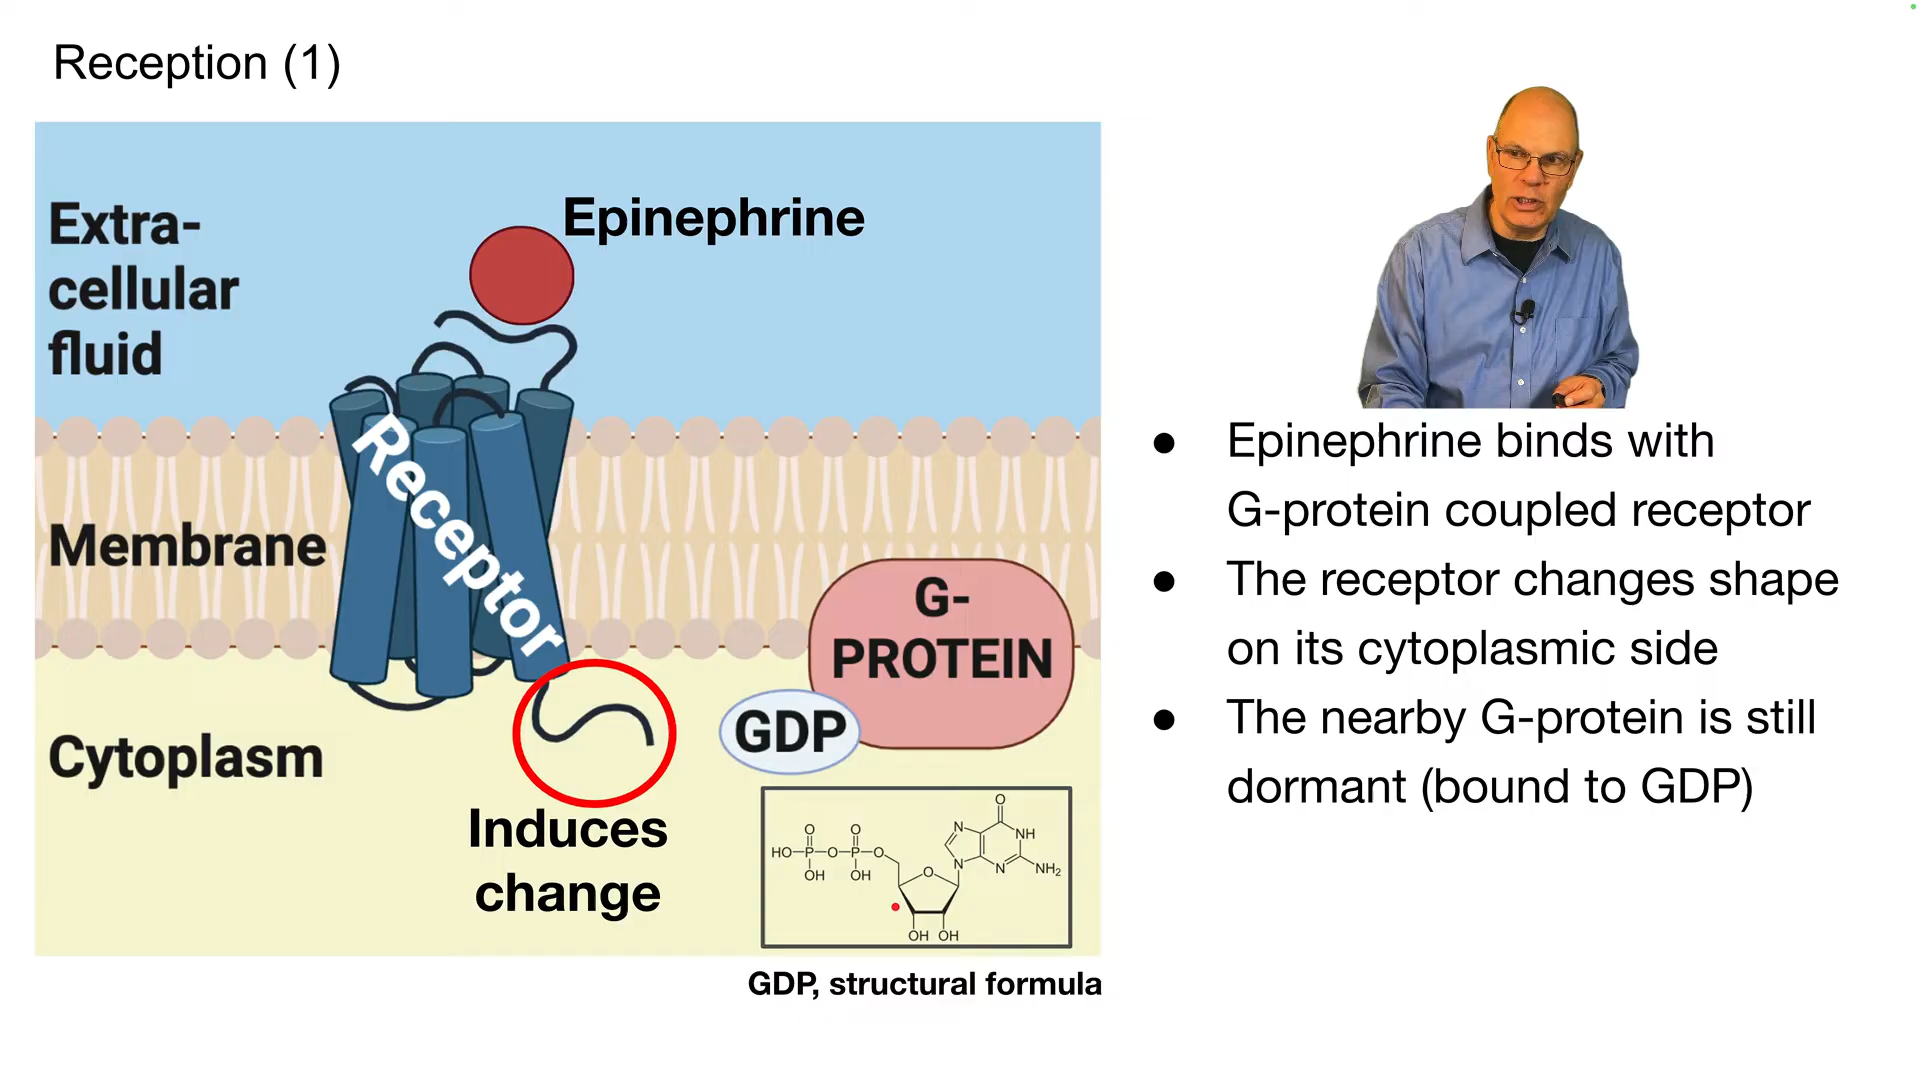 Reception (1)
Extra-
cellular
fluid
Epinephrine
Receptor
Membrane
G-
PROTEIN
GDP
Cytoplasm
Induces
change
O
O
O
HO-P-O-P-O
OH
OH
N
NH
N
N
NH₂
O
OH OH
GDP, structural formula
● Epinephrine binds with
G-protein coupled receptor
● The receptor changes shape
on its cytoplasmic side
● The nearby G-protein is still
dormant (bound to GDP)